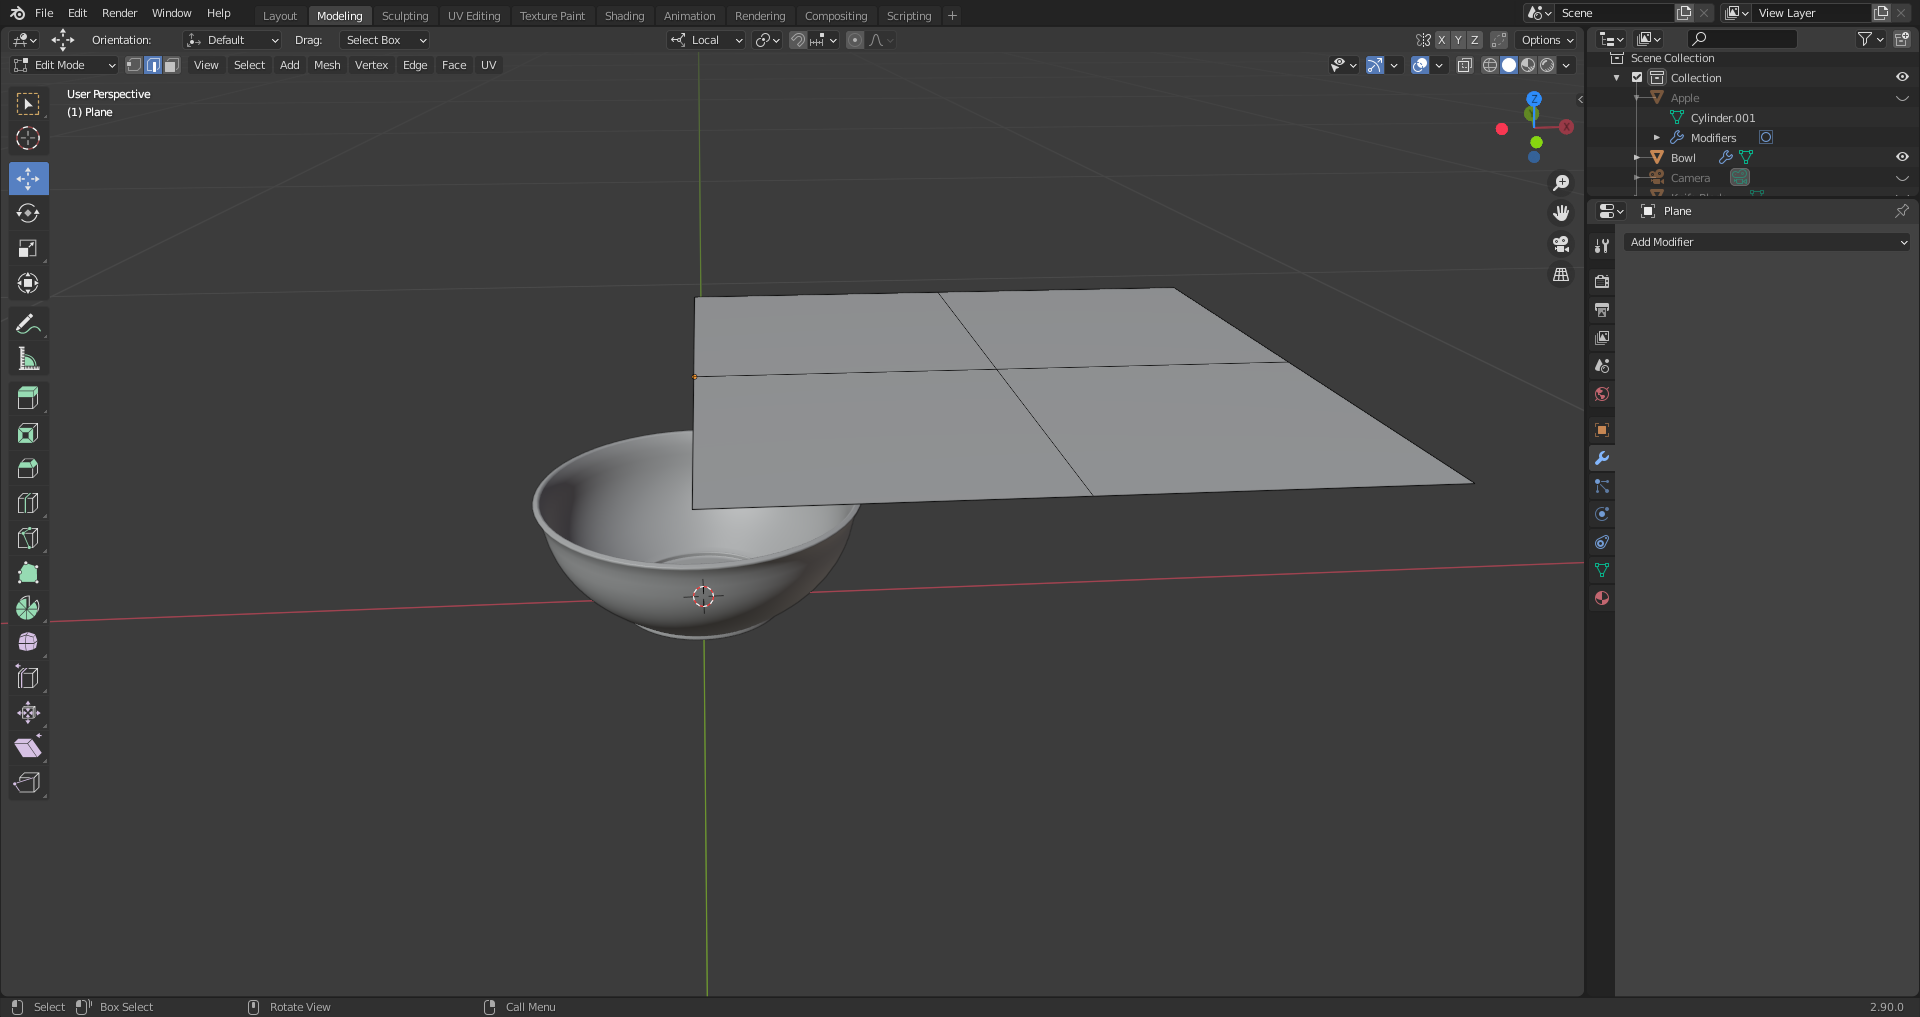 File Edit Render Window Help Layout Modeling Sculpting UV Editing Texture Paint Shading Animation Rendering Compositing Scripting + Scene View Layer
Orientation: Default Drag: Select Box Local X Y Z Options
Edit Mode View Select Add Mesh Vertex Edge Face UV
User Perspective
(1) Plane
Z
X
Scene Collection
Collection
Apple
Cylinder.001
Modifiers
Bowl
Camera
Plane
Add Modifier
Select Box Select Rotate View Call Menu 2.90.0